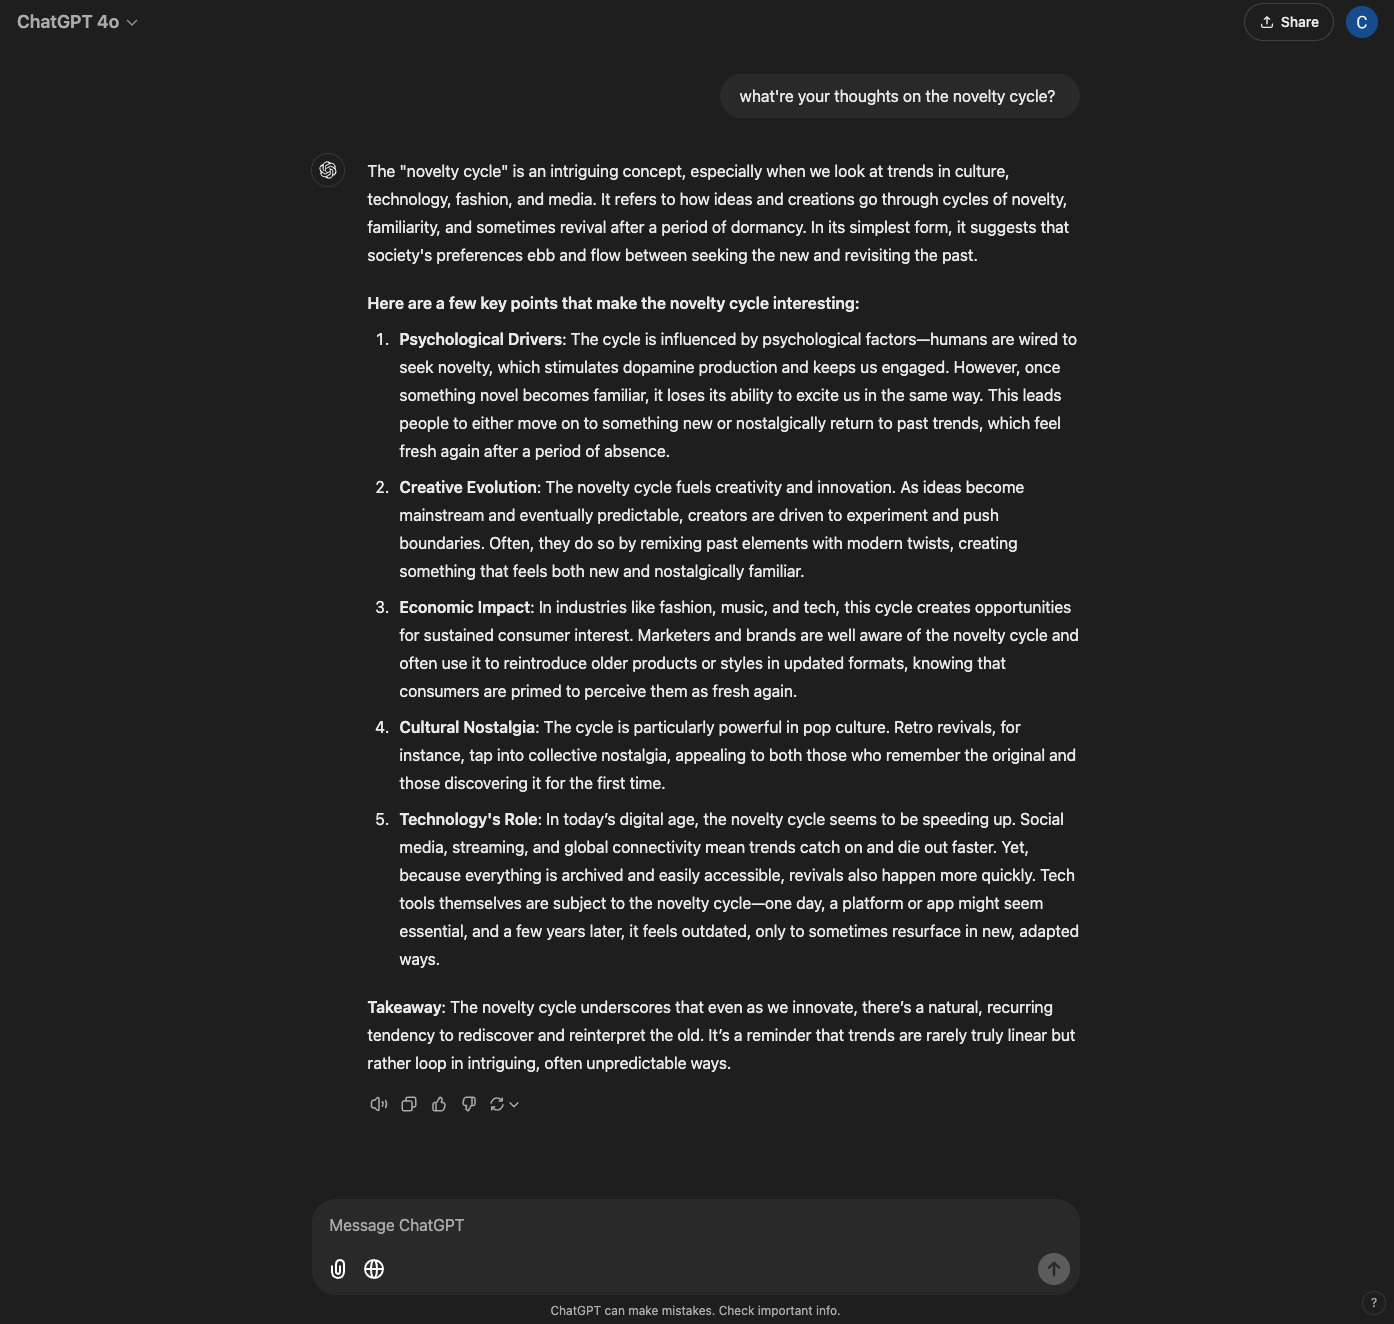 ChatGPT 4o
Share
C
what're your thoughts on the novelty cycle?
The "novelty cycle" is an intriguing concept, especially when we look at trends in culture,
technology, fashion, and media. It refers to how ideas and creations go through cycles of novelty,
familiarity, and sometimes revival after a period of dormancy. In its simplest form, it suggests that
society's preferences ebb and flow between seeking the new and revisiting the past.
Here are a few key points that make the novelty cycle interesting:
1. Psychological Drivers: The cycle is influenced by psychological factors—humans are wired to
seek novelty, which stimulates dopamine production and keeps us engaged. However, once
something novel becomes familiar, it loses its ability to excite us in the same way. This leads
people to either move on to something new or nostalgically return to past trends, which feel
fresh again after a period of absence.
2. Creative Evolution: The novelty cycle fuels creativity and innovation. As ideas become
mainstream and eventually predictable, creators are driven to experiment and push
boundaries. Often, they do so by remixing past elements with modern twists, creating
something that feels both new and nostalgically familiar.
3. Economic Impact: In industries like fashion, music, and tech, this cycle creates opportunities
for sustained consumer interest. Marketers and brands are well aware of the novelty cycle and
often use it to reintroduce older products or styles in updated formats, knowing that
consumers are primed to perceive them as fresh again.
4. Cultural Nostalgia: The cycle is particularly powerful in pop culture. Retro revivals, for
instance, tap into collective nostalgia, appealing to both those who remember the original and
those discovering it for the first time.
5. Technology's Role: In today’s digital age, the novelty cycle seems to be speeding up. Social
media, streaming, and global connectivity mean trends catch on and die out faster. Yet,
because everything is archived and easily accessible, revivals also happen more quickly. Tech
tools themselves are subject to the novelty cycle—one day, a platform or app might seem
essential, and a few years later, it feels outdated, only to sometimes resurface in new, adapted
ways.
Takeaway: The novelty cycle underscores that even as we innovate, there’s a natural, recurring
tendency to rediscover and reinterpret the old. It’s a reminder that trends are rarely truly linear but
rather loop in intriguing, often unpredictable ways.
Message ChatGPT
ChatGPT can make mistakes. Check important info.
?